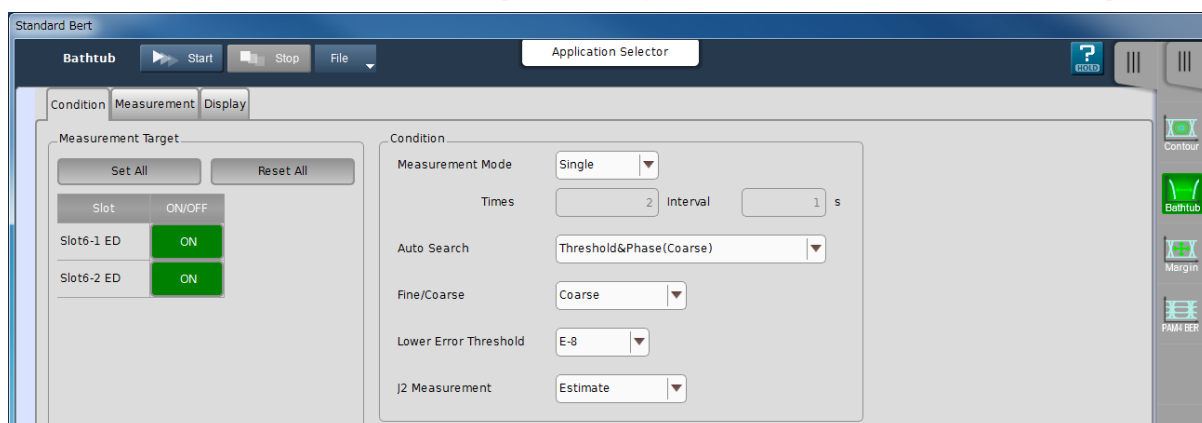 Standard Bert
Bathtub Start Stop File Application Selector ? HOLD
Condition Measurement Display
Measurement Target
Set All Reset All
Slot ON/OFF
Slot6-1 ED ON
Slot6-2 ED ON
Condition
Measurement Mode Single
Times 2 Interval 1 s
Auto Search Threshold&Phase(Coarse)
Fine/Coarse Coarse
Lower Error Threshold E-8
J2 Measurement Estimate
Contour
Bathtub
Margin
PAM4 BER